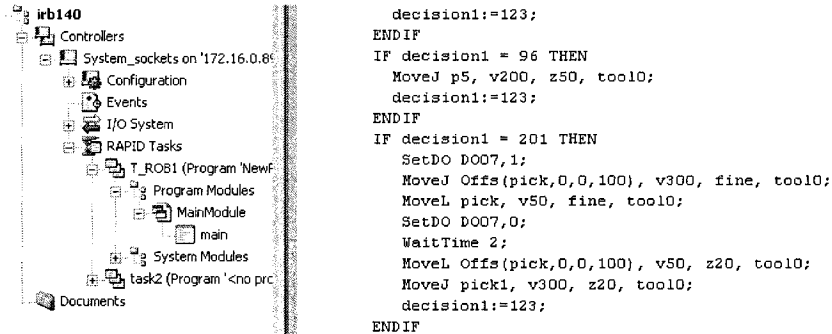 irb140
Controllers
System_sockets on '172.16.0.89
Configuration
Events
I/O System
RAPID Tasks
T_ROB1 (Program 'NewP
Program Modules
MainModule
main
System Modules
task2 (Program '<no prc
Documents
decision1:=123;
ENDIF
IF decision1 = 96 THEN
MoveJ p5, v200, z50, tool0;
decision1:=123;
ENDIF
IF decision1 = 201 THEN
SetDO DO07,1;
MoveJ Offs(pick,0,0,100), v300, fine, tool0;
MoveL pick, v50, fine, tool0;
SetDO DO07,0;
WaitTime 2;
MoveL Offs(pick,0,0,100), v50, z20, tool0;
MoveJ pick1, v300, z20, tool0;
decision1:=123;
ENDIF